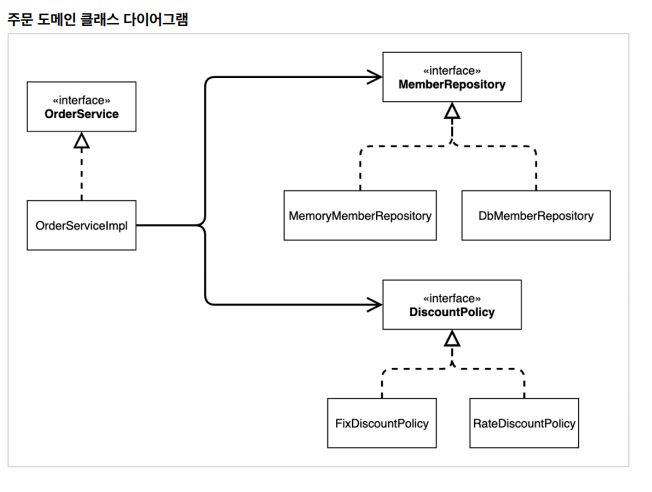 주문 도메인 클래스 다이어그램
«interface»
MemberRepository
«interface»
OrderService
MemoryMemberRepository
DbMemberRepository
OrderServiceImpl
«interface»
DiscountPolicy
FixDiscountPolicy
RateDiscountPolicy